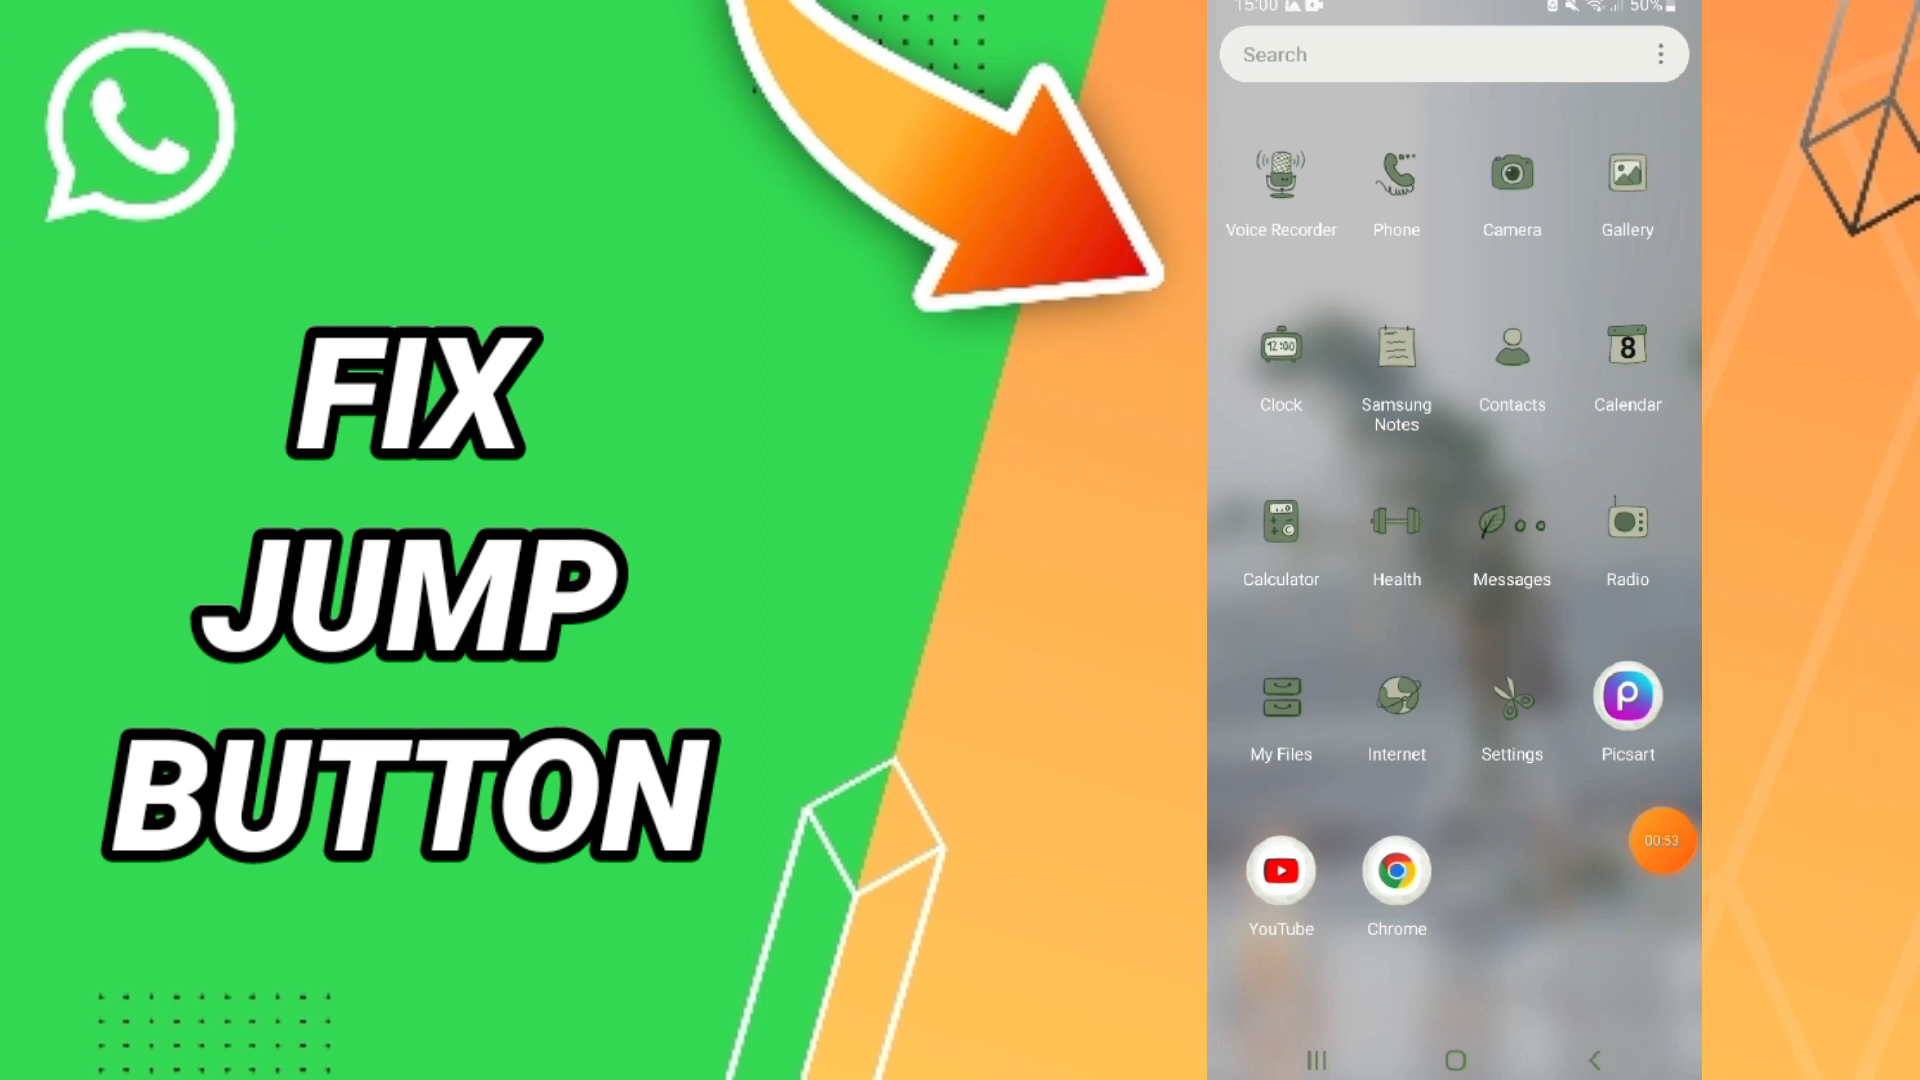 15:00 50%
Search
FIX
JUMP
BUTTON
Voice Recorder Phone Camera Gallery
12:00 8
Clock Samsung Notes Contacts Calendar
Calculator Health Messages Radio
My Files Internet Settings Picsart
00:53
YouTube Chrome